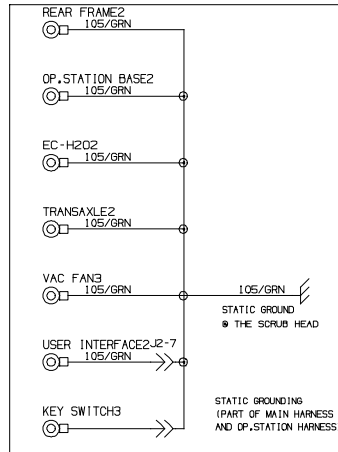 REAR FRAME2
105/GRN
OP.STATION BASE2
105/GRN
EC-H2O2
105/GRN
TRANSAXLE2
105/GRN
VAC FAN3
105/GRN
105/GRN
STATIC GROUND
@ THE SCRUB HEAD
USER INTERFACE2
J2-7
105/GRN
KEY SWITCH3
STATIC GROUNDING
(PART OF MAIN HARNESS
AND OP.STATION HARNESS